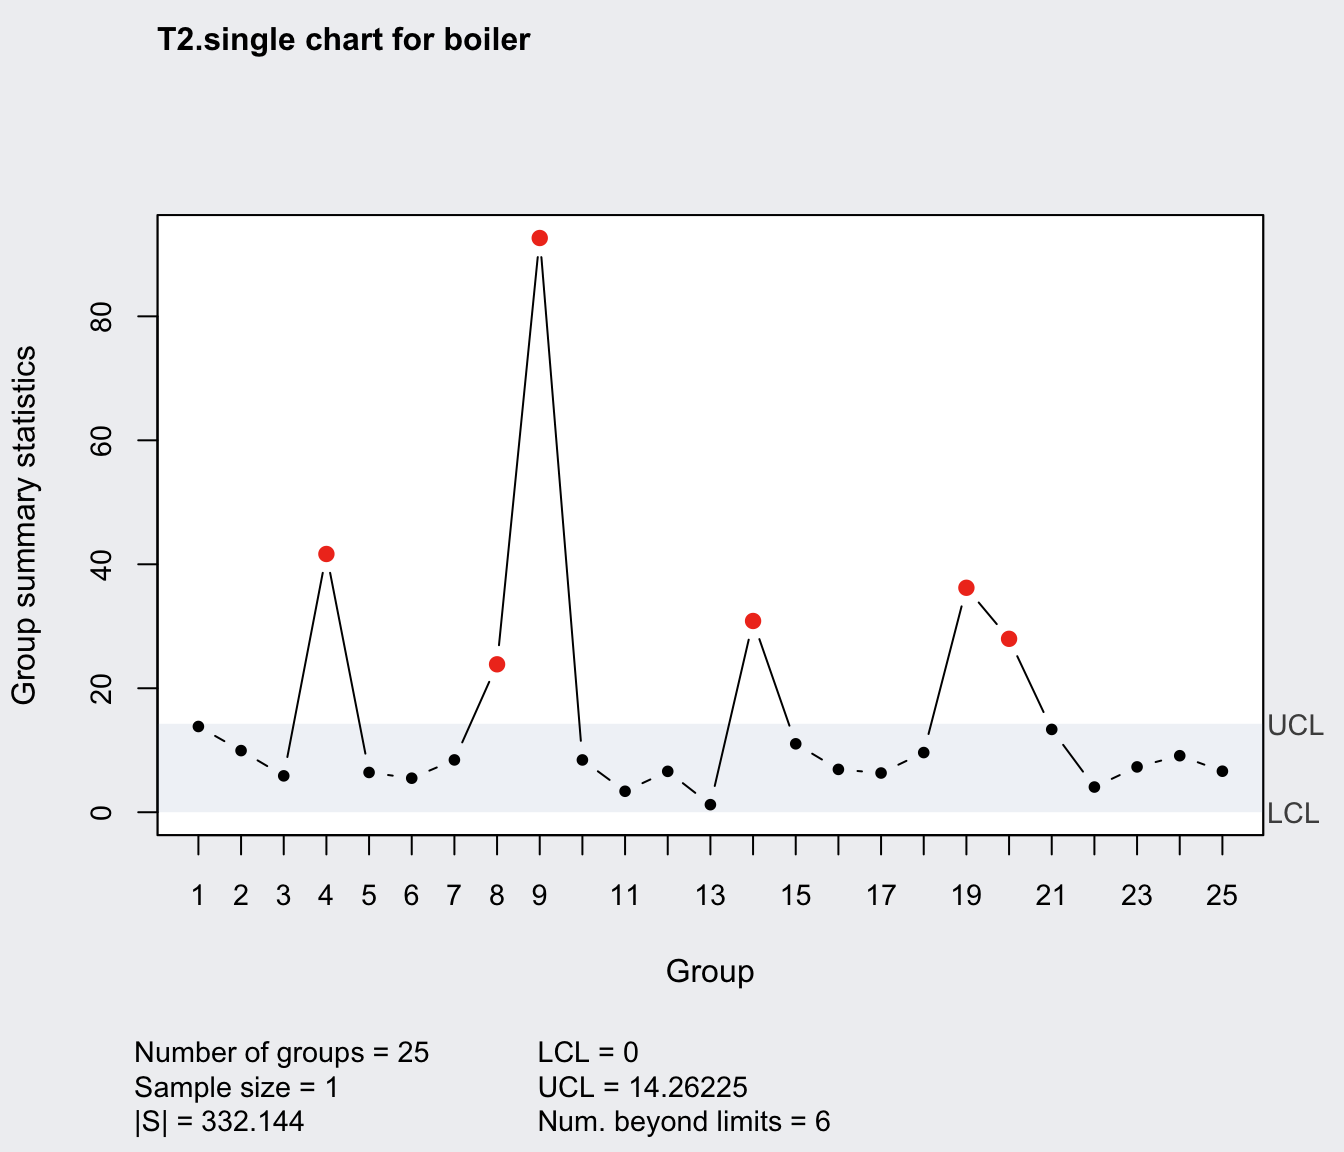 T2.single chart for boiler
Group summary statistics
80
60
40
20
0
UCL
LCL
1 2 3 4 5 6 7 8 9 11 13 15 17 19 21 23 25
Group
Number of groups = 25
Sample size = 1
|S| = 332.144
LCL = 0
UCL = 14.26225
Num. beyond limits = 6